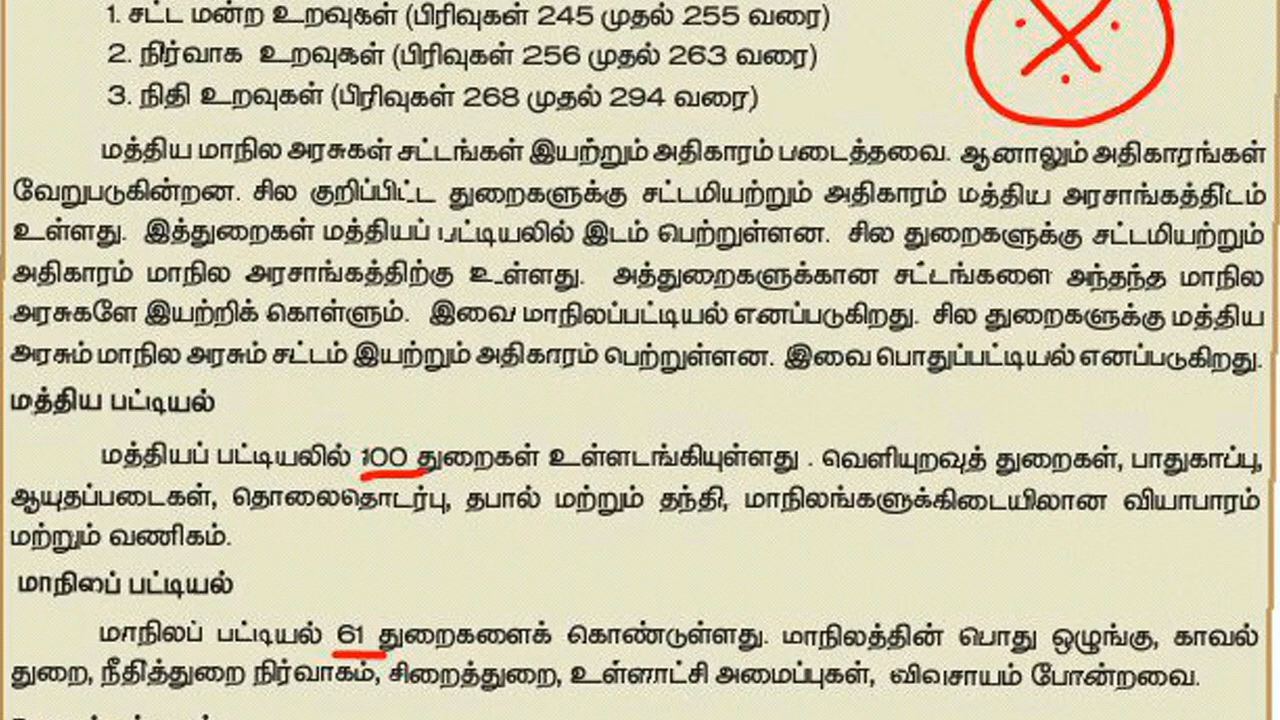 1. சட்ட மன்ற உறவுகள் (பிரிவுகள் 245 முதல் 255 வரை)
2. நிர்வாக உறவுகள் (பிரிவுகள் 256 முதல் 263 வரை)
3. நிதி உறவுகள் (பிரிவுகள் 268 முதல் 294 வரை)
மத்திய மாநில அரசுகள் சட்டங்கள் இயற்றும் அதிகாரம் படைத்தவை. ஆனாலும் அதிகாரங்கள்
வேறுபடுகின்றன. சில குறிப்பிட்ட துறைகளுக்கு சட்டமியற்றும் அதிகாரம் மத்திய அரசாங்கத்திடம்
உள்ளது. இத்துறைகள் மத்தியப் பட்டியலில் இடம் பெற்றுள்ளன. சில துறைகளுக்கு சட்டமியற்றும்
அதிகாரம் மாநில அரசாங்கத்திற்கு உள்ளது. அத்துறைகளுக்கான சட்டங்களை அந்தந்த மாநில
அரசுகளே இயற்றிக் கொள்ளும். இவை மாநிலப்பட்டியல் எனப்படுகிறது. சில துறைகளுக்கு மத்திய
அரசும் மாநில அரசும் சட்டம் இயற்றும் அதிகாரம் பெற்றுள்ளன. இவை பொதுப்பட்டியல் எனப்படுகிறது.
மத்திய பட்டியல்
மத்தியப் பட்டியலில் 100 துறைகள் உள்ளடங்கியுள்ளது . வெளியுறவுத் துறைகள், பாதுகாப்பு,
ஆயுதப்படைகள், தொலைதொடர்பு, தபால் மற்றும் தந்தி, மாநிலங்களுக்கிடையிலான வியாபாரம்
மற்றும் வணிகம்.
மாநிலப் பட்டியல்
மாநிலப் பட்டியல் 61 துறைகளைக் கொண்டுள்ளது. மாநிலத்தின் பொது ஒழுங்கு, காவல்
துறை, நீதித்துறை நிர்வாகம், சிறைத்துறை, உள்ளாட்சி அமைப்புகள், விவசாயம் போன்றவை.